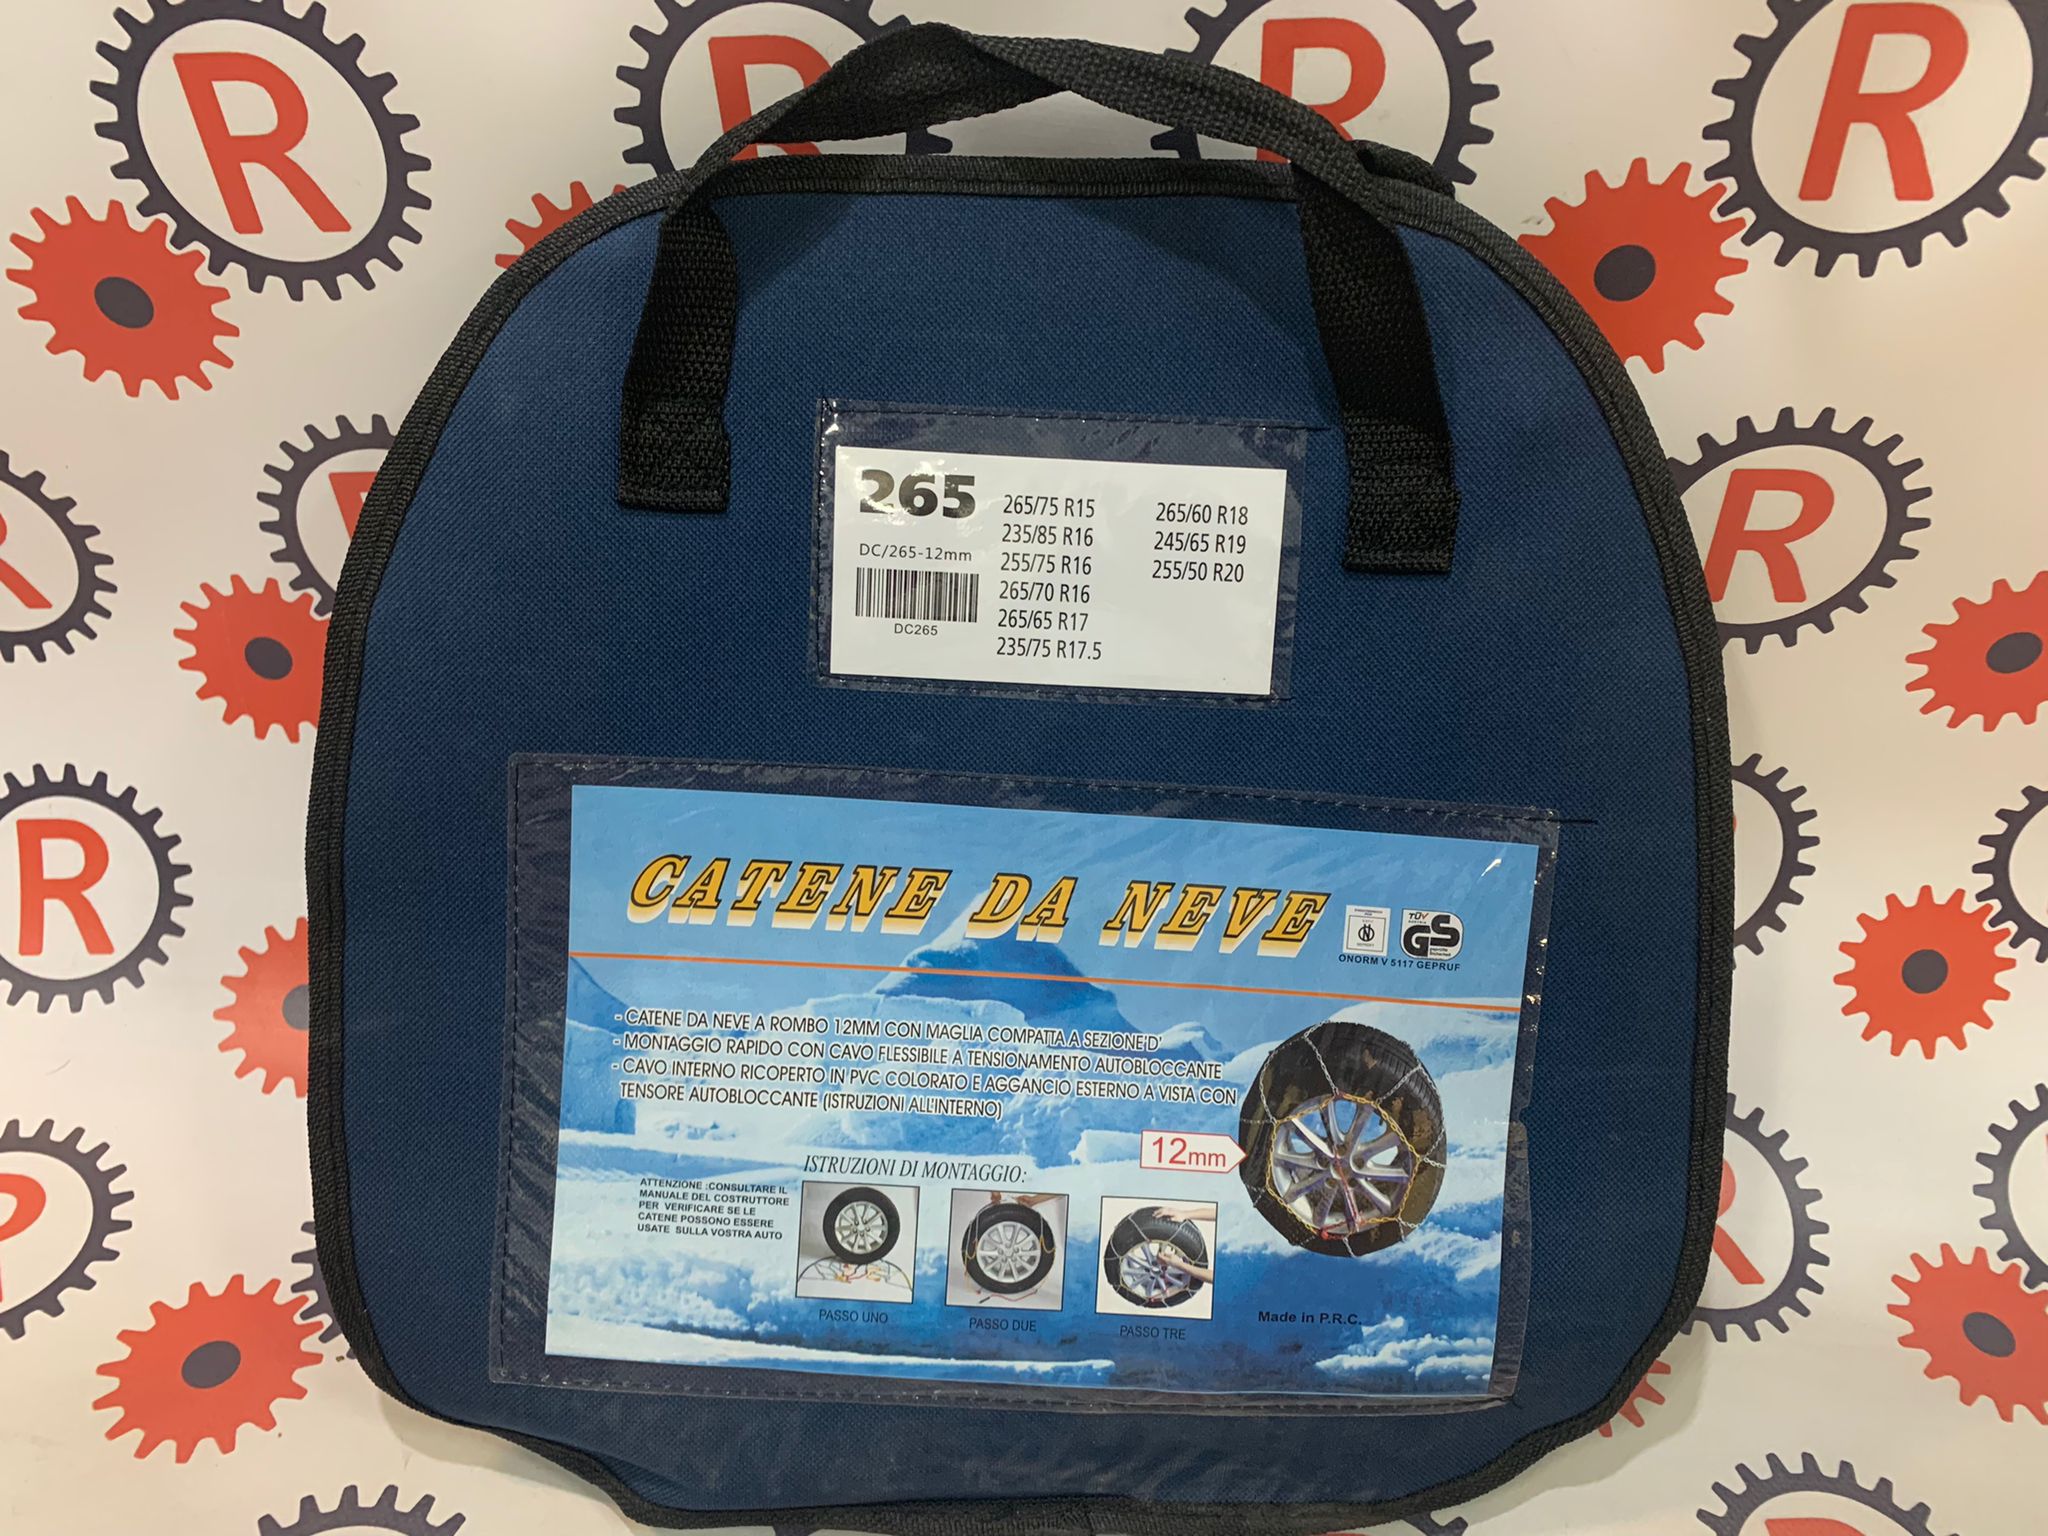 R
R
R
R
265
DC/265-12mm
DC265
265/75 R15
235/85 R16
255/75 R16
265/70 R16
265/65 R17
235/75 R17.5
265/60 R18
245/65 R19
255/50 R20
R
R
CATENE DA NEVE
TÜV
AUSTRIA
GS
geprüfte
Sicherheit
ONORM V 5117 GEPRUF
- CATENE DA NEVE A ROMBO 12MM CON MAGLIA COMPATTA A SEZIONE'D'
- MONTAGGIO RAPIDO CON CAVO FLESSIBILE A TENSIONAMENTO AUTOBLOCCANTE
- CAVO INTERNO RICOPERTO IN PVC COLORATO E AGGANCIO ESTERNO A VISTA CON
TENSORE AUTOBLOCCANTE (ISTRUZIONI ALL'INTERNO)
12mm
ISTRUZIONI DI MONTAGGIO:
ATTENZIONE :CONSULTARE IL
MANUALE DEL COSTRUTTORE
PER VERIFICARE SE LE
CATENE POSSONO ESSERE
USATE SULLA VOSTRA AUTO
PASSO UNO
PASSO DUE
PASSO TRE
Made in P.R.C.
R
R